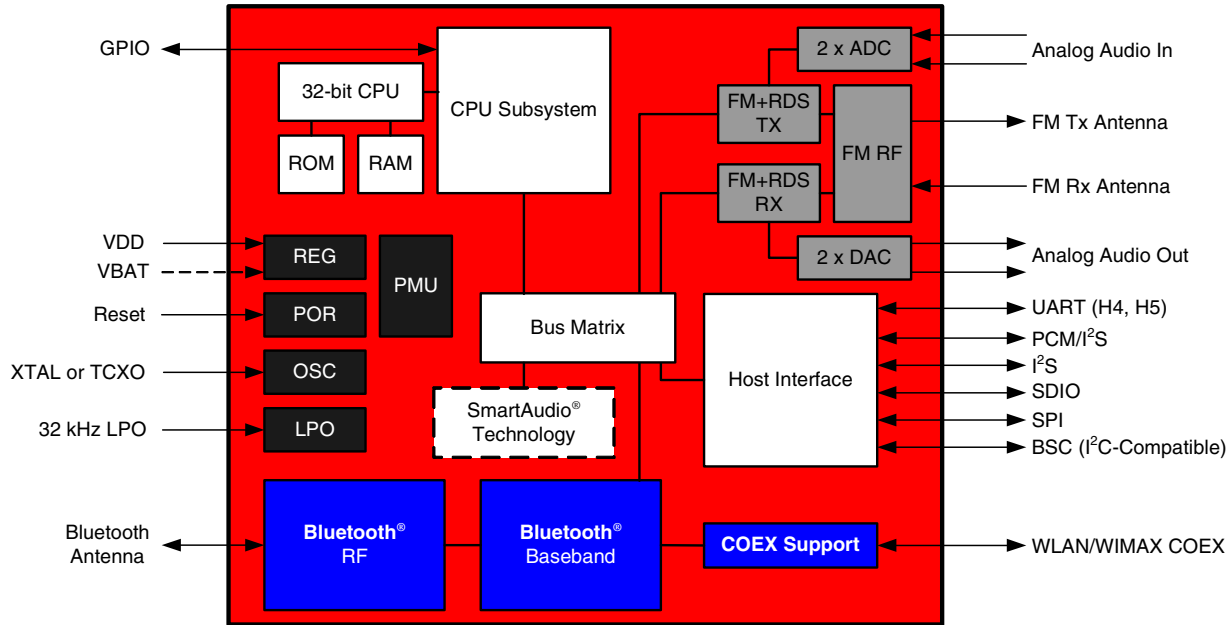 GPIO
CPU Subsystem
32-bit CPU
ROM
RAM
2 x ADC
Analog Audio In
FM+RDS
TX
FM RF
FM Tx Antenna
FM+RDS
RX
FM Rx Antenna
2 x DAC
Analog Audio Out
VDD
VBAT
REG
PMU
Reset
POR
XTAL or TCXO
OSC
32 kHz LPO
LPO
Bus Matrix
SmartAudio®
Technology
Host Interface
UART (H4, H5)
PCM/I²S
I²S
SDIO
SPI
BSC (I²C-Compatible)
Bluetooth
Antenna
Bluetooth®
RF
Bluetooth®
Baseband
COEX Support
WLAN/WIMAX COEX